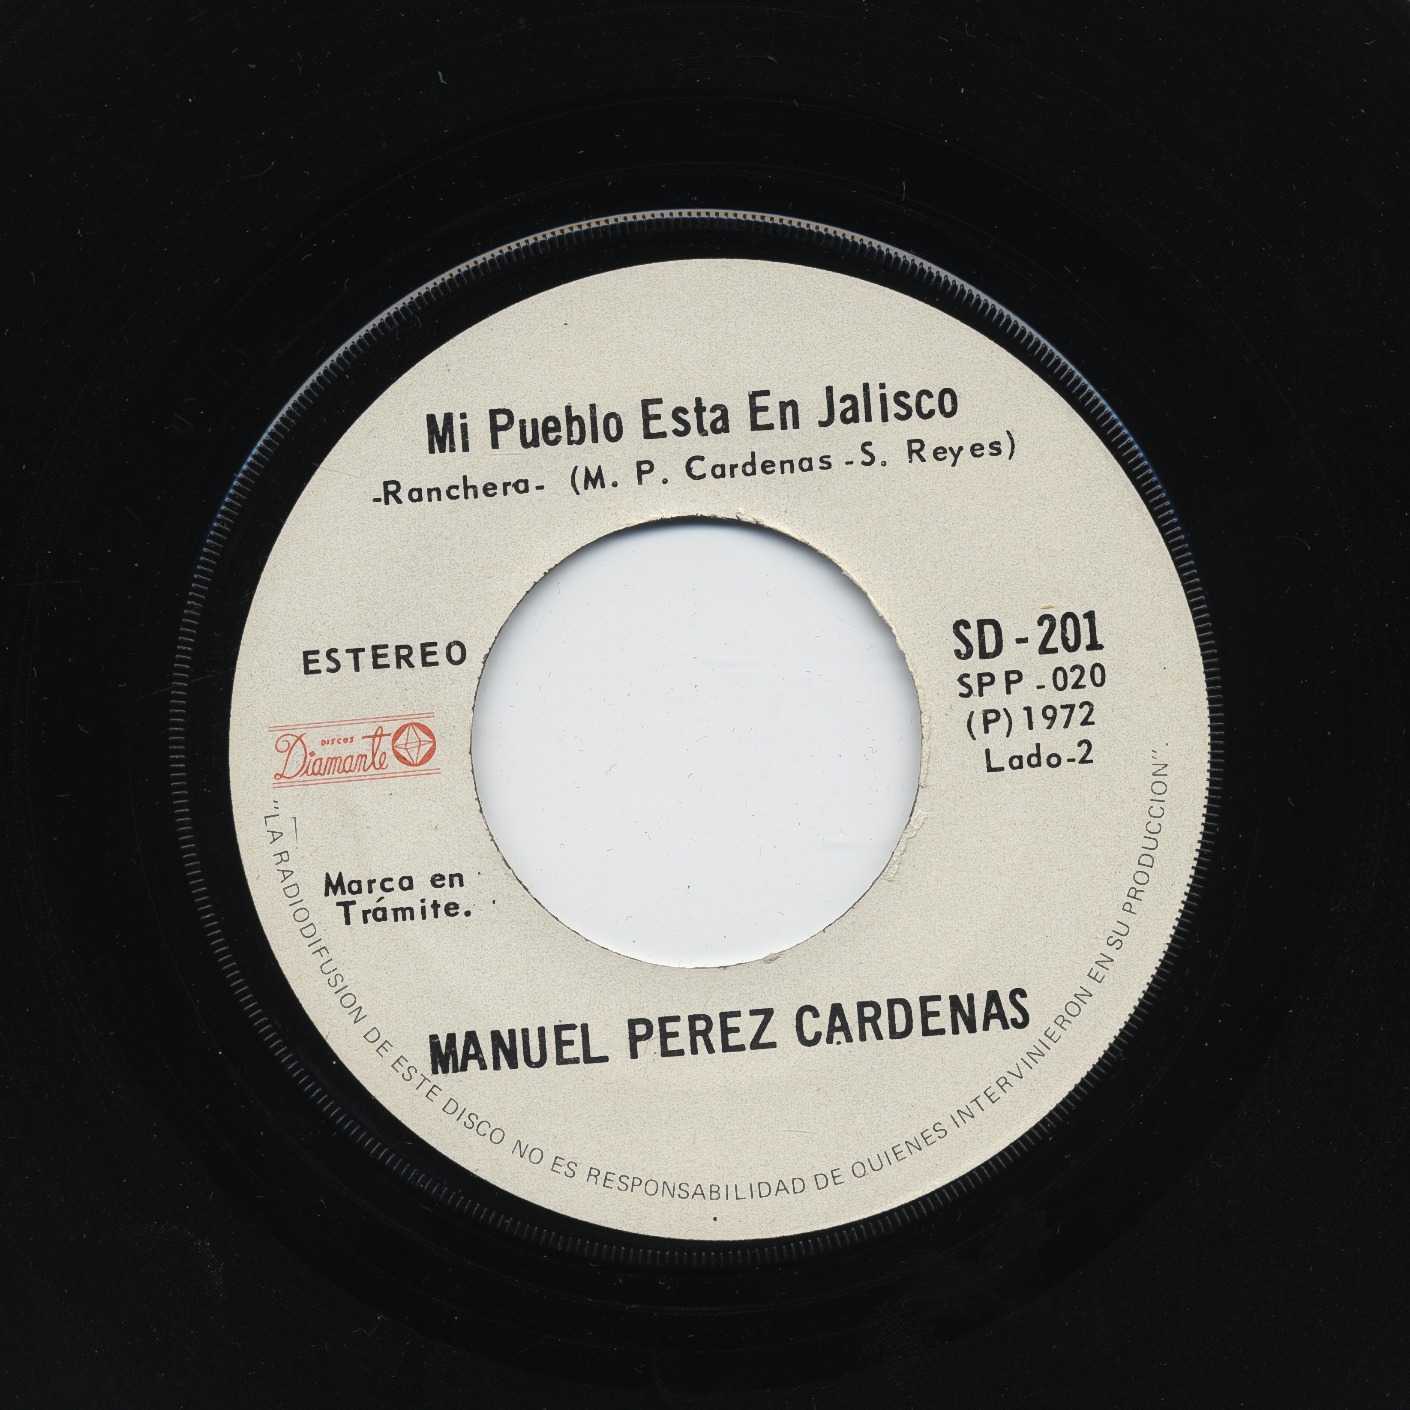 Mi Pueblo Esta En Jalisco
-Ranchera- (M. P. Cardenas -S. Reyes)
ESTEREO
DISCOS
Diamante
SD-201
SPP-020
(P) 1972
Lado-2
Marca en
Trámite.
MANUEL PEREZ CARDENAS
"LA RADIODIFUSION DE ESTE DISCO NO ES RESPONSABILIDAD DE QUIENES INTERVINIERON EN SU PRODUCCION".